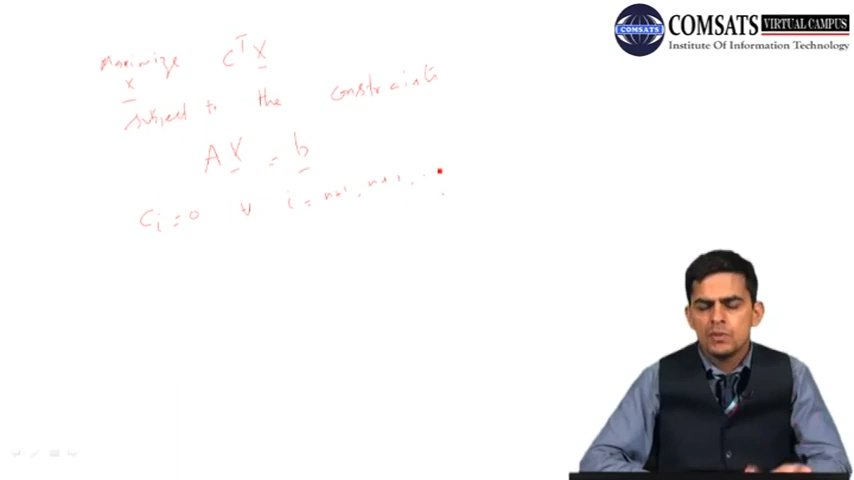 COMSATS VIRTUAL CAMPUS
COMSATS
Institute Of Information Technology
Maximize C^T X
X
subject to the constraints
A X = b
C_i = 0 ∀ i = n+1, n+2, ...